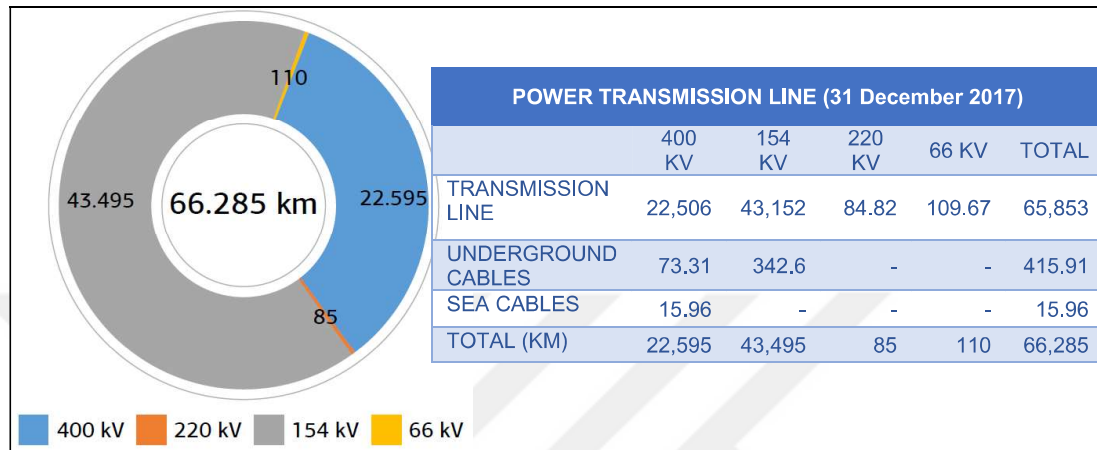 110
43.495
66.285 km
22.595
85
400 kV 220 kV 154 kV 66 kV
POWER TRANSMISSION LINE (31 December 2017)
400 KV 154 KV 220 KV 66 KV TOTAL
TRANSMISSION LINE 22,506 43,152 84.82 109.67 65,853
UNDERGROUND CABLES 73.31 342.6 - - 415.91
SEA CABLES 15.96 - - - 15.96
TOTAL (KM) 22,595 43,495 85 110 66,285